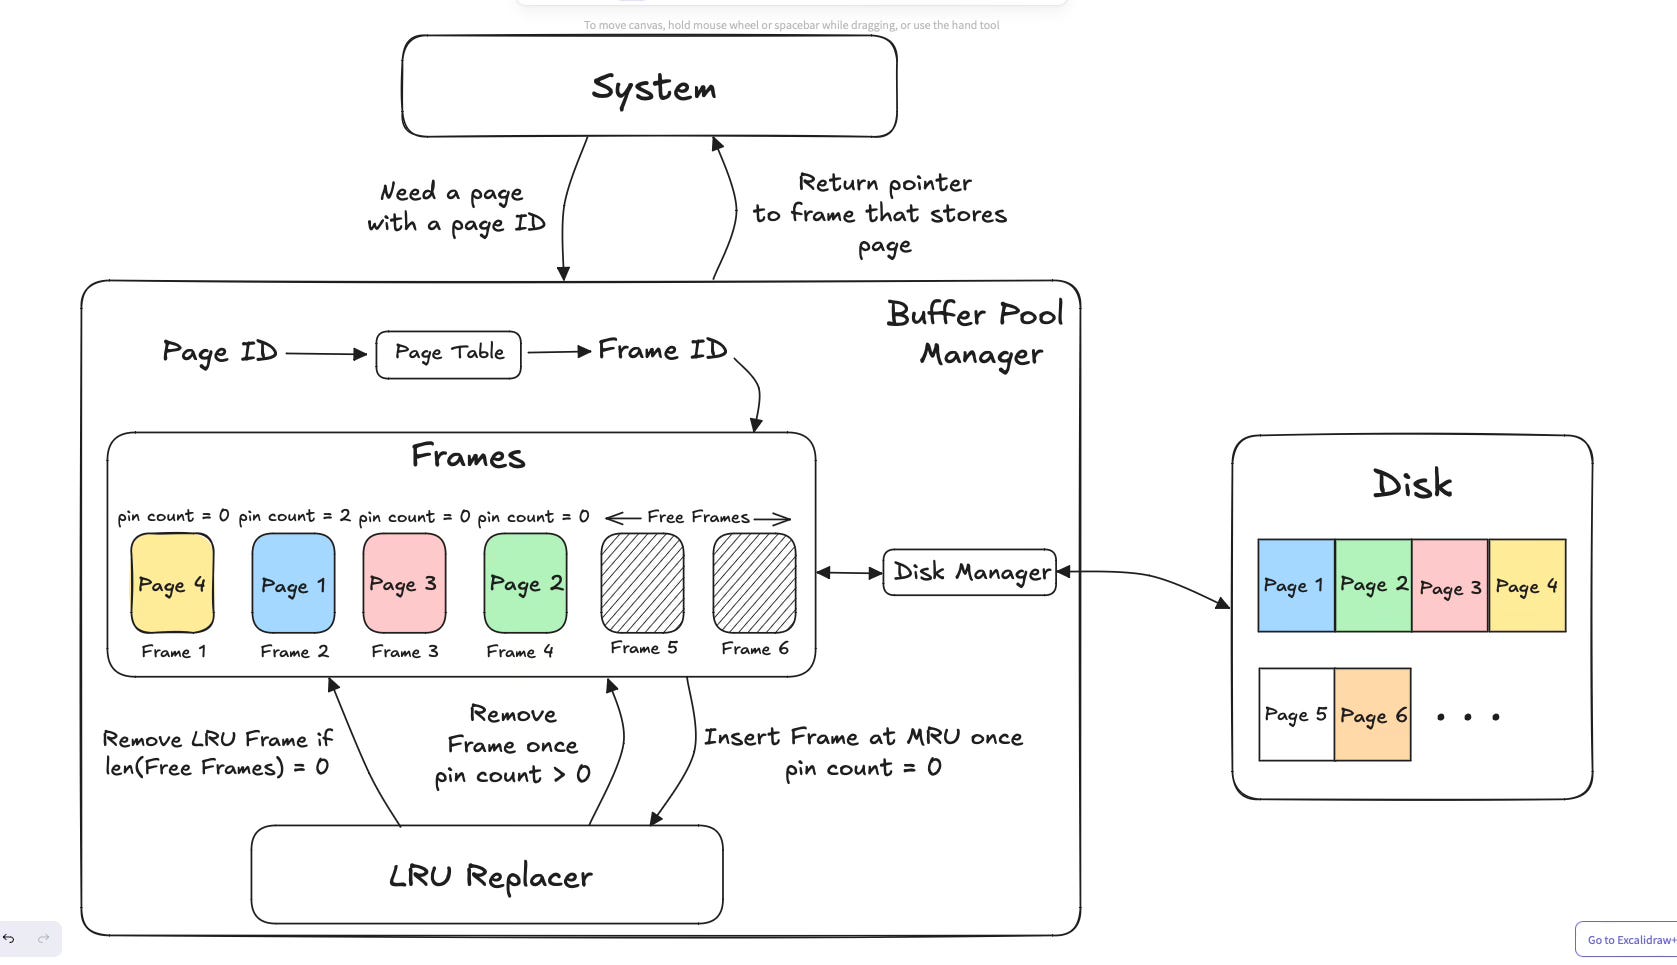 To move canvas, hold mouse wheel or spacebar while dragging, or use the hand tool
System
Need a page
with a page ID
Return pointer
to frame that stores
page
Buffer Pool
Manager
Page ID
Page Table
Frame ID
Frames
pin count = 0
pin count = 2
pin count = 0
pin count = 0
Free Frames
Page 4
Page 1
Page 3
Page 2
Frame 1
Frame 2
Frame 3
Frame 4
Frame 5
Frame 6
Disk Manager
Disk
Page 1
Page 2
Page 3
Page 4
Page 5
Page 6
• • •
Remove LRU Frame if
len(Free Frames) = 0
Remove
Frame once
pin count > 0
Insert Frame at MRU once
pin count = 0
LRU Replacer
Go to Excalidraw+